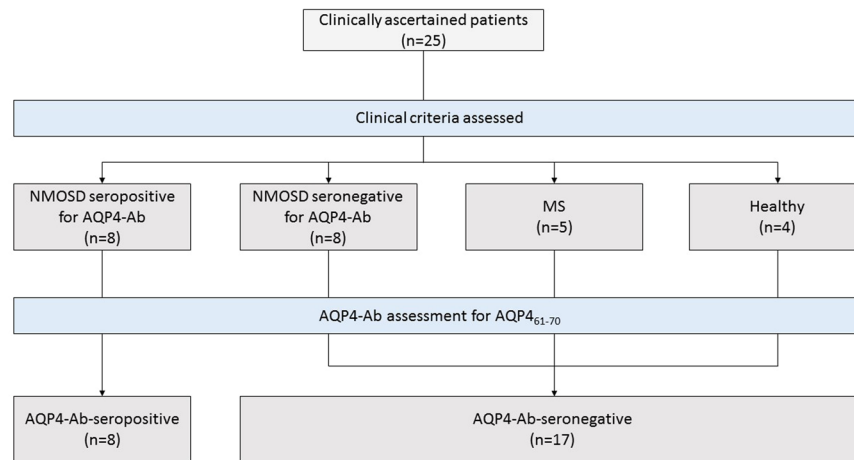 Clinically ascertained patients
(n=25)
Clinical criteria assessed
NMOSD seropositive
for AQP4-Ab
(n=8)
NMOSD seronegative
for AQP4-Ab
(n=8)
MS
(n=5)
Healthy
(n=4)
AQP4-Ab assessment for AQP4₆₁₋₇₀
AQP4-Ab-seropositive
(n=8)
AQP4-Ab-seronegative
(n=17)